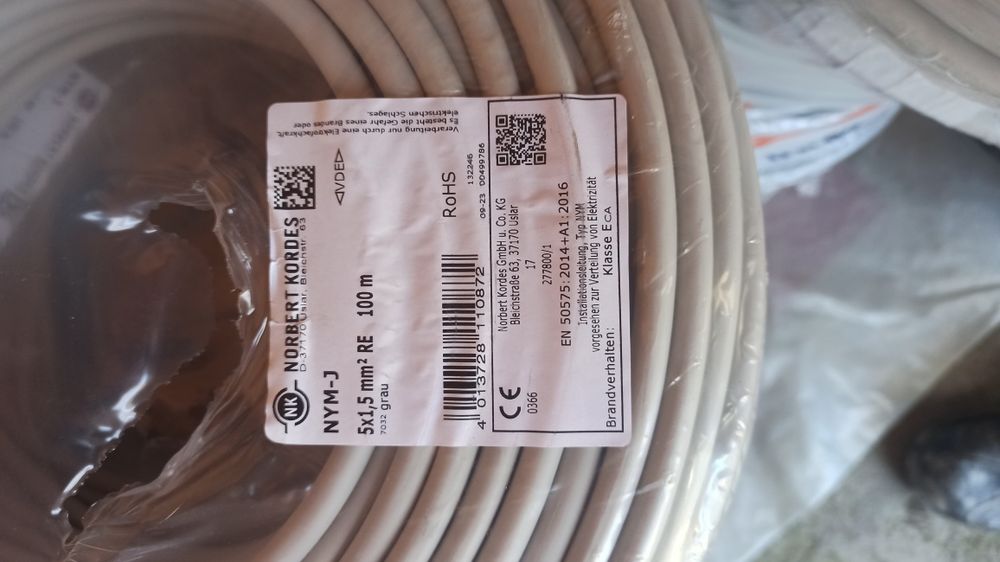 NK
NORBERT KORDES
D-37170 Uslar, Bleichstr. 63
NYM-J
5x1,5 mm² RE 100 m
7032 grau
VDE
RoHS
132246
09-23 D0499786
Verarbeitung nur durch eine Elektrofachkraft.
Es besteht die Gefahr eines Brandes oder
elektrischen Schlages.
4 013728 110872
CE
0366
Norbert Kordes GmbH u. Co. KG
Bleichstraße 63, 37170 Uslar
17
277800/1
EN 50575:2014+A1:2016
Installationsleitung, Typ NYM
vorgesehen zur Verteilung von Elektrizität
Brandverhalten: Klasse ECA